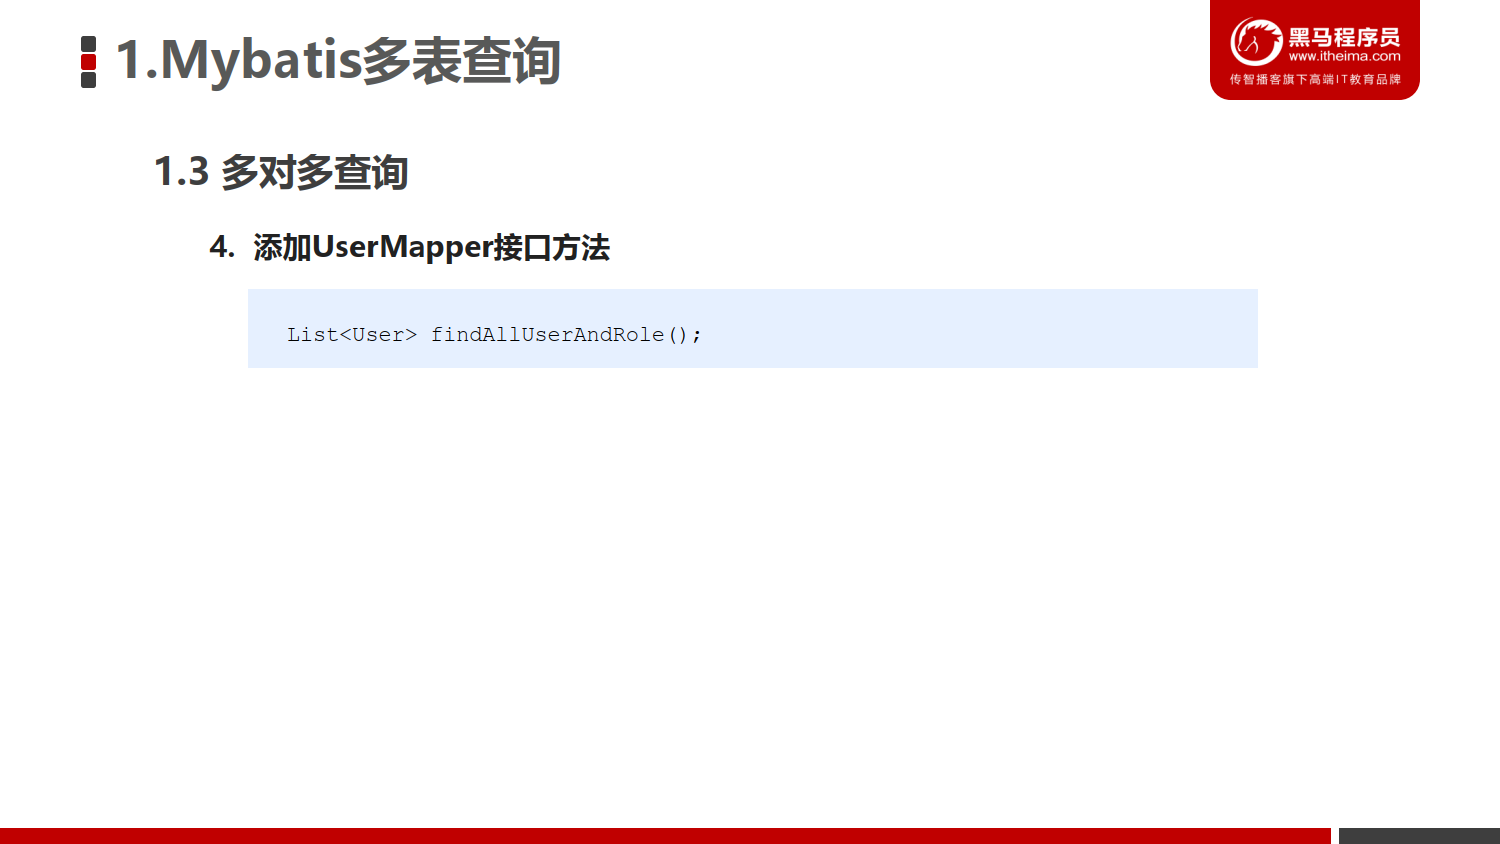 1.Mybatis多表查询
黑马程序员
www.itheima.com
传智播客旗下高端IT教育品牌
1.3 多对多查询
4. 添加UserMapper接口方法
List<User> findAllUserAndRole();